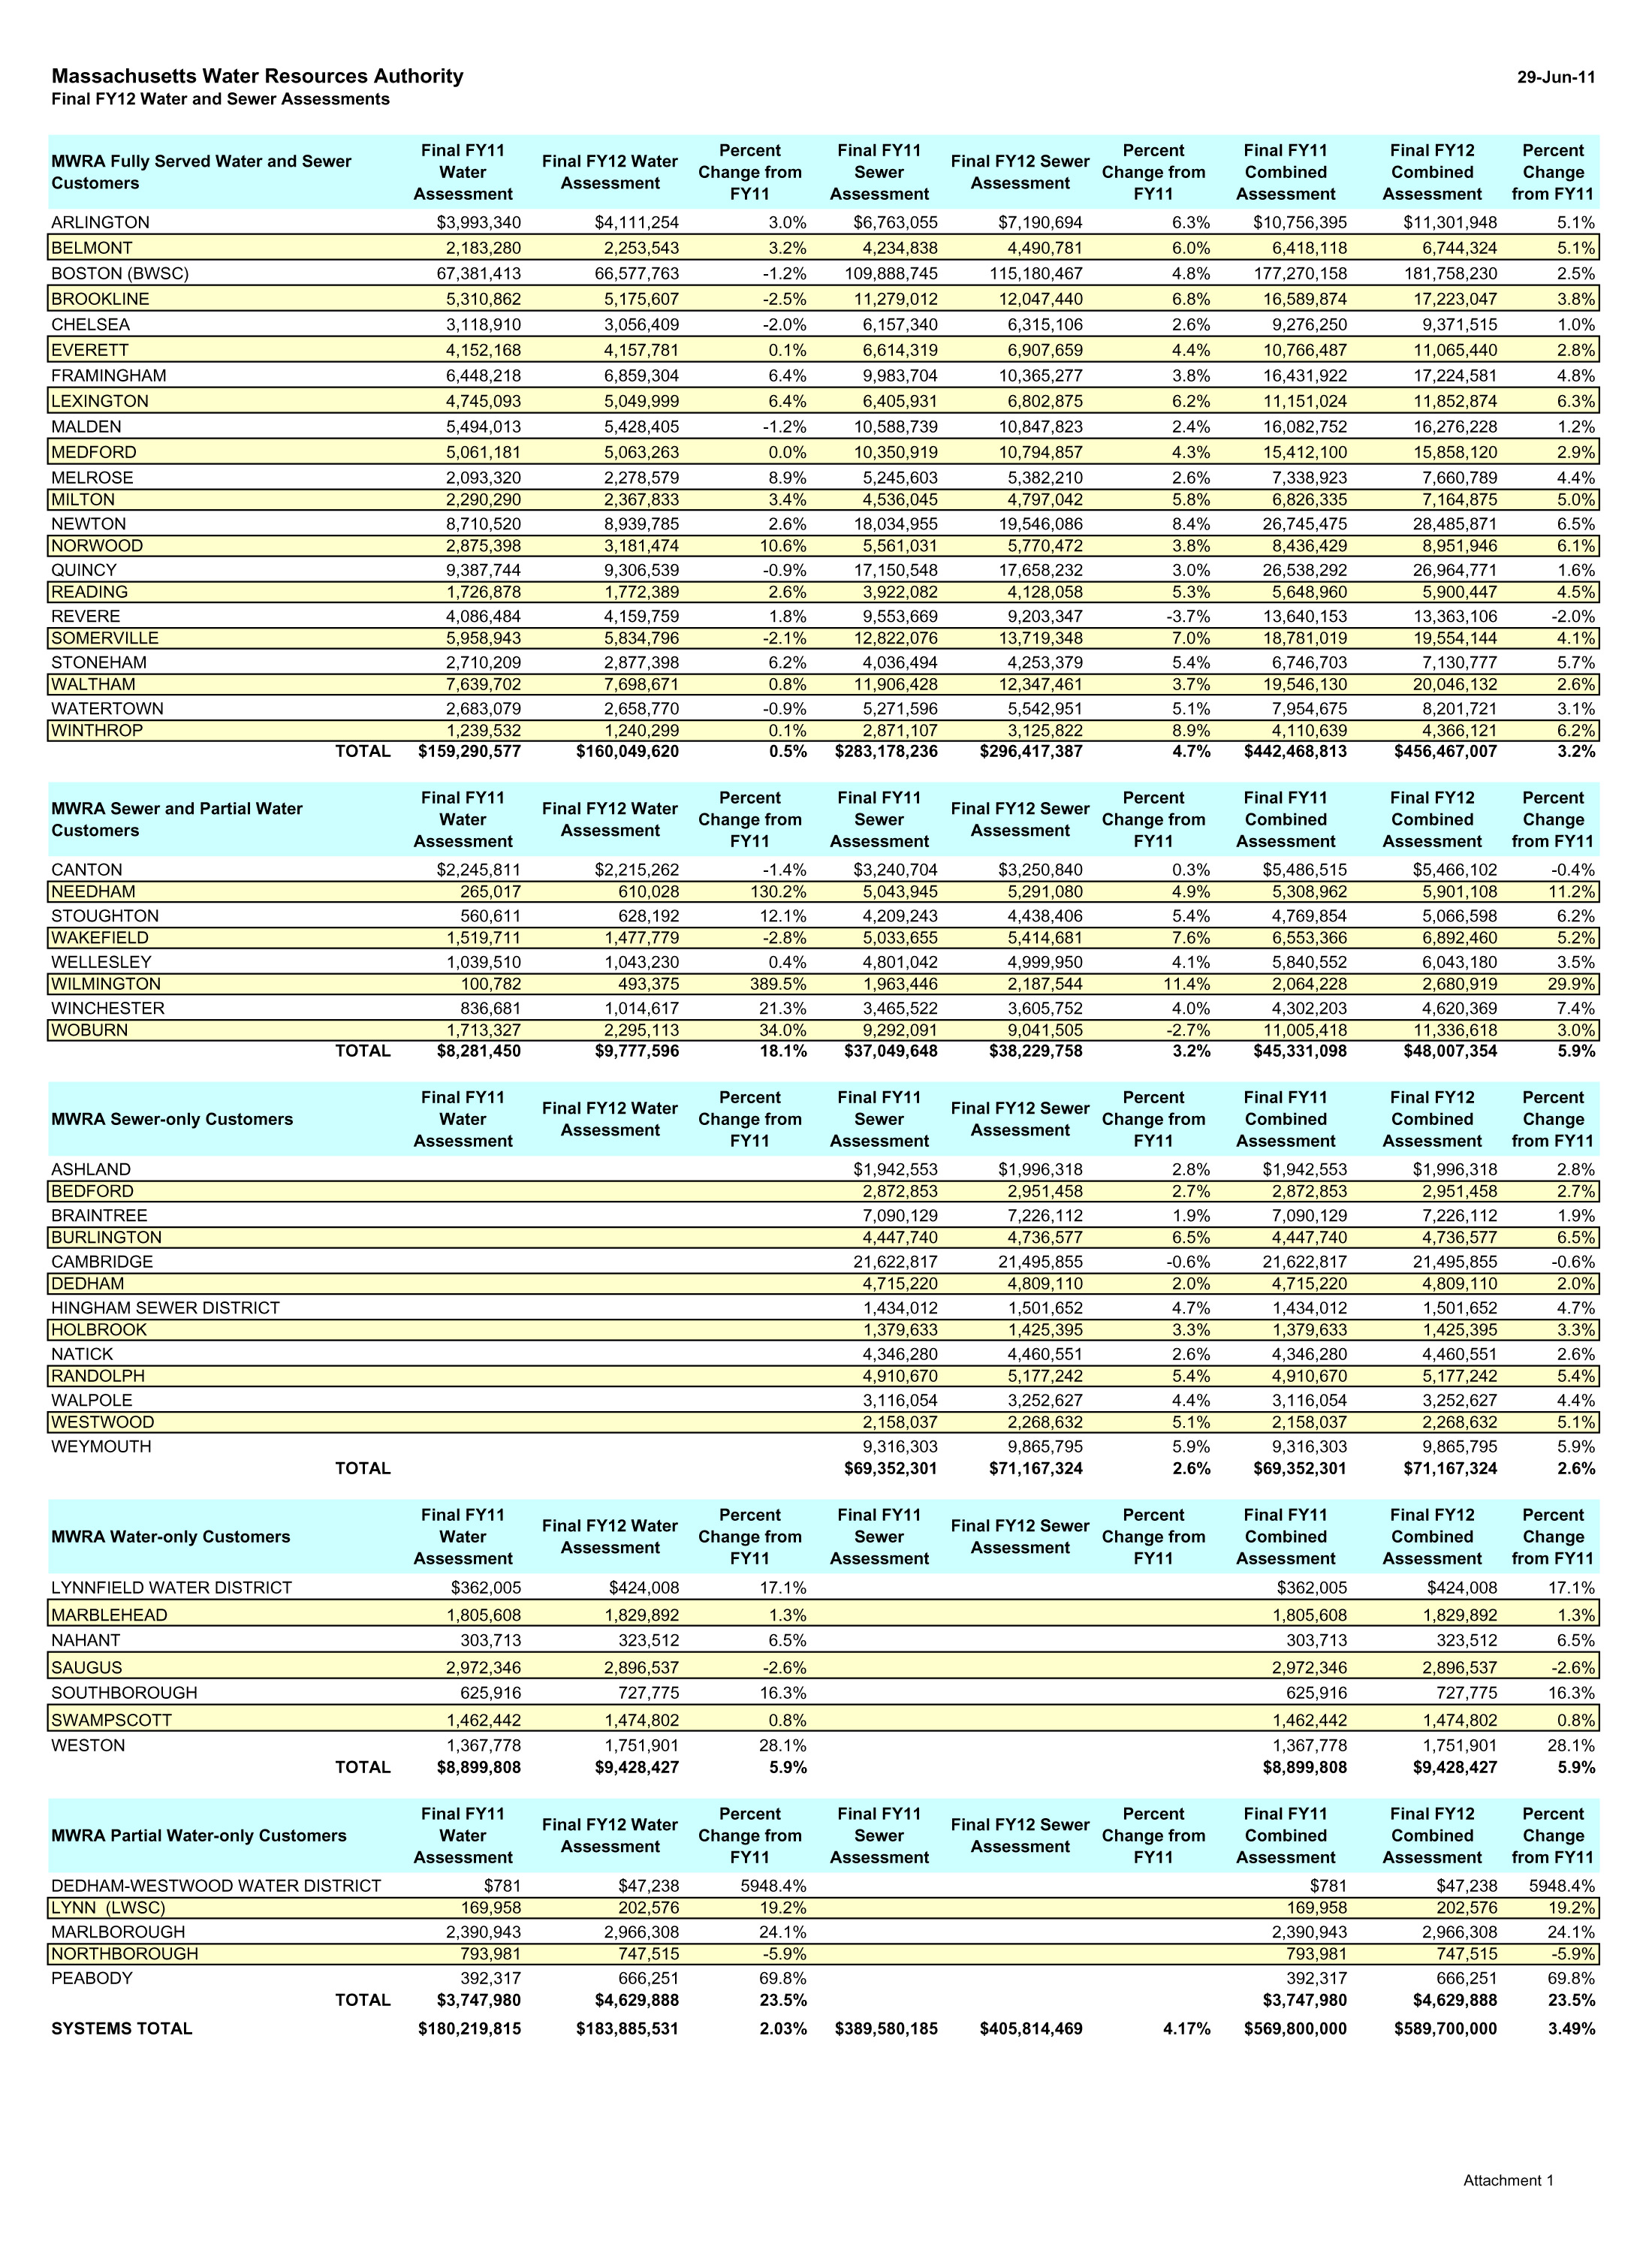 Massachusetts Water Resources Authority 29-Jun-11
Final FY12 Water and Sewer Assessments
MWRA Fully Served Water and Sewer Customers Final FY11 Water Assessment Final FY12 Water Assessment Percent Change from FY11 Final FY11 Sewer Assessment Final FY12 Sewer Assessment Percent Change from FY11 Final FY11 Combined Assessment Final FY12 Combined Assessment Percent Change from FY11
ARLINGTON $3,993,340 $4,111,254 3.0% $6,763,055 $7,190,694 6.3% $10,756,395 $11,301,948 5.1%
BELMONT 2,183,280 2,253,543 3.2% 4,234,838 4,490,781 6.0% 6,418,118 6,744,324 5.1%
BOSTON (BWSC) 67,381,413 66,577,763 -1.2% 109,888,745 115,180,467 4.8% 177,270,158 181,758,230 2.5%
BROOKLINE 5,310,862 5,175,607 -2.5% 11,279,012 12,047,440 6.8% 16,589,874 17,223,047 3.8%
CHELSEA 3,118,910 3,056,409 -2.0% 6,157,340 6,315,106 2.6% 9,276,250 9,371,515 1.0%
EVERETT 4,152,168 4,157,781 0.1% 6,614,319 6,907,659 4.4% 10,766,487 11,065,440 2.8%
FRAMINGHAM 6,448,218 6,859,304 6.4% 9,983,704 10,365,277 3.8% 16,431,922 17,224,581 4.8%
LEXINGTON 4,745,093 5,049,999 6.4% 6,405,931 6,802,875 6.2% 11,151,024 11,852,874 6.3%
MALDEN 5,494,013 5,428,405 -1.2% 10,588,739 10,847,823 2.4% 16,082,752 16,276,228 1.2%
MEDFORD 5,061,181 5,063,263 0.0% 10,350,919 10,794,857 4.3% 15,412,100 15,858,120 2.9%
MELROSE 2,093,320 2,278,579 8.9% 5,245,603 5,382,210 2.6% 7,338,923 7,660,789 4.4%
MILTON 2,290,290 2,367,833 3.4% 4,536,045 4,797,042 5.8% 6,826,335 7,164,875 5.0%
NEWTON 8,710,520 8,939,785 2.6% 18,034,955 19,546,086 8.4% 26,745,475 28,485,871 6.5%
NORWOOD 2,875,398 3,181,474 10.6% 5,561,031 5,770,472 3.8% 8,436,429 8,951,946 6.1%
QUINCY 9,387,744 9,306,539 -0.9% 17,150,548 17,658,232 3.0% 26,538,292 26,964,771 1.6%
READING 1,726,878 1,772,389 2.6% 3,922,082 4,128,058 5.3% 5,648,960 5,900,447 4.5%
REVERE 4,086,484 4,159,759 1.8% 9,553,669 9,203,347 -3.7% 13,640,153 13,363,106 -2.0%
SOMERVILLE 5,958,943 5,834,796 -2.1% 12,822,076 13,719,348 7.0% 18,781,019 19,554,144 4.1%
STONEHAM 2,710,209 2,877,398 6.2% 4,036,494 4,253,379 5.4% 6,746,703 7,130,777 5.7%
WALTHAM 7,639,702 7,698,671 0.8% 11,906,428 12,347,461 3.7% 19,546,130 20,046,132 2.6%
WATERTOWN 2,683,079 2,658,770 -0.9% 5,271,596 5,542,951 5.1% 7,954,675 8,201,721 3.1%
WINTHROP 1,239,532 1,240,299 0.1% 2,871,107 3,125,822 8.9% 4,110,639 4,366,121 6.2%
TOTAL $159,290,577 $160,049,620 0.5% $283,178,236 $296,417,387 4.7% $442,468,813 $456,467,007 3.2%
MWRA Sewer and Partial Water Customers Final FY11 Water Assessment Final FY12 Water Assessment Percent Change from FY11 Final FY11 Sewer Assessment Final FY12 Sewer Assessment Percent Change from FY11 Final FY11 Combined Assessment Final FY12 Combined Assessment Percent Change from FY11
CANTON $2,245,811 $2,215,262 -1.4% $3,240,704 $3,250,840 0.3% $5,486,515 $5,466,102 -0.4%
NEEDHAM 265,017 610,028 130.2% 5,043,945 5,291,080 4.9% 5,308,962 5,901,108 11.2%
STOUGHTON 560,611 628,192 12.1% 4,209,243 4,438,406 5.4% 4,769,854 5,066,598 6.2%
WAKEFIELD 1,519,711 1,477,779 -2.8% 5,033,655 5,414,681 7.6% 6,553,366 6,892,460 5.2%
WELLESLEY 1,039,510 1,043,230 0.4% 4,801,042 4,999,950 4.1% 5,840,552 6,043,180 3.5%
WILMINGTON 100,782 493,375 389.5% 1,963,446 2,187,544 11.4% 2,064,228 2,680,919 29.9%
WINCHESTER 836,681 1,014,617 21.3% 3,465,522 3,605,752 4.0% 4,302,203 4,620,369 7.4%
WOBURN 1,713,327 2,295,113 34.0% 9,292,091 9,041,505 -2.7% 11,005,418 11,336,618 3.0%
TOTAL $8,281,450 $9,777,596 18.1% $37,049,648 $38,229,758 3.2% $45,331,098 $48,007,354 5.9%
MWRA Sewer-only Customers Final FY11 Water Assessment Final FY12 Water Assessment Percent Change from FY11 Final FY11 Sewer Assessment Final FY12 Sewer Assessment Percent Change from FY11 Final FY11 Combined Assessment Final FY12 Combined Assessment Percent Change from FY11
ASHLAND $1,942,553 $1,996,318 2.8% $1,942,553 $1,996,318 2.8%
BEDFORD 2,872,853 2,951,458 2.7% 2,872,853 2,951,458 2.7%
BRAINTREE 7,090,129 7,226,112 1.9% 7,090,129 7,226,112 1.9%
BURLINGTON 4,447,740 4,736,577 6.5% 4,447,740 4,736,577 6.5%
CAMBRIDGE 21,622,817 21,495,855 -0.6% 21,622,817 21,495,855 -0.6%
DEDHAM 4,715,220 4,809,110 2.0% 4,715,220 4,809,110 2.0%
HINGHAM SEWER DISTRICT 1,434,012 1,501,652 4.7% 1,434,012 1,501,652 4.7%
HOLBROOK 1,379,633 1,425,395 3.3% 1,379,633 1,425,395 3.3%
NATICK 4,346,280 4,460,551 2.6% 4,346,280 4,460,551 2.6%
RANDOLPH 4,910,670 5,177,242 5.4% 4,910,670 5,177,242 5.4%
WALPOLE 3,116,054 3,252,627 4.4% 3,116,054 3,252,627 4.4%
WESTWOOD 2,158,037 2,268,632 5.1% 2,158,037 2,268,632 5.1%
WEYMOUTH 9,316,303 9,865,795 5.9% 9,316,303 9,865,795 5.9%
TOTAL $69,352,301 $71,167,324 2.6% $69,352,301 $71,167,324 2.6%
MWRA Water-only Customers Final FY11 Water Assessment Final FY12 Water Assessment Percent Change from FY11 Final FY11 Sewer Assessment Final FY12 Sewer Assessment Percent Change from FY11 Final FY11 Combined Assessment Final FY12 Combined Assessment Percent Change from FY11
LYNNFIELD WATER DISTRICT $362,005 $424,008 17.1% $362,005 $424,008 17.1%
MARBLEHEAD 1,805,608 1,829,892 1.3% 1,805,608 1,829,892 1.3%
NAHANT 303,713 323,512 6.5% 303,713 323,512 6.5%
SAUGUS 2,972,346 2,896,537 -2.6% 2,972,346 2,896,537 -2.6%
SOUTHBOROUGH 625,916 727,775 16.3% 625,916 727,775 16.3%
SWAMPSCOTT 1,462,442 1,474,802 0.8% 1,462,442 1,474,802 0.8%
WESTON 1,367,778 1,751,901 28.1% 1,367,778 1,751,901 28.1%
TOTAL $8,899,808 $9,428,427 5.9% $8,899,808 $9,428,427 5.9%
MWRA Partial Water-only Customers Final FY11 Water Assessment Final FY12 Water Assessment Percent Change from FY11 Final FY11 Sewer Assessment Final FY12 Sewer Assessment Percent Change from FY11 Final FY11 Combined Assessment Final FY12 Combined Assessment Percent Change from FY11
DEDHAM-WESTWOOD WATER DISTRICT $781 $47,238 5948.4% $781 $47,238 5948.4%
LYNN (LWSC) 169,958 202,576 19.2% 169,958 202,576 19.2%
MARLBOROUGH 2,390,943 2,966,308 24.1% 2,390,943 2,966,308 24.1%
NORTHBOROUGH 793,981 747,515 -5.9% 793,981 747,515 -5.9%
PEABODY 392,317 666,251 69.8% 392,317 666,251 69.8%
TOTAL $3,747,980 $4,629,888 23.5% $3,747,980 $4,629,888 23.5%
SYSTEMS TOTAL $180,219,815 $183,885,531 2.03% $389,580,185 $405,814,469 4.17% $569,800,000 $589,700,000 3.49%
Attachment 1